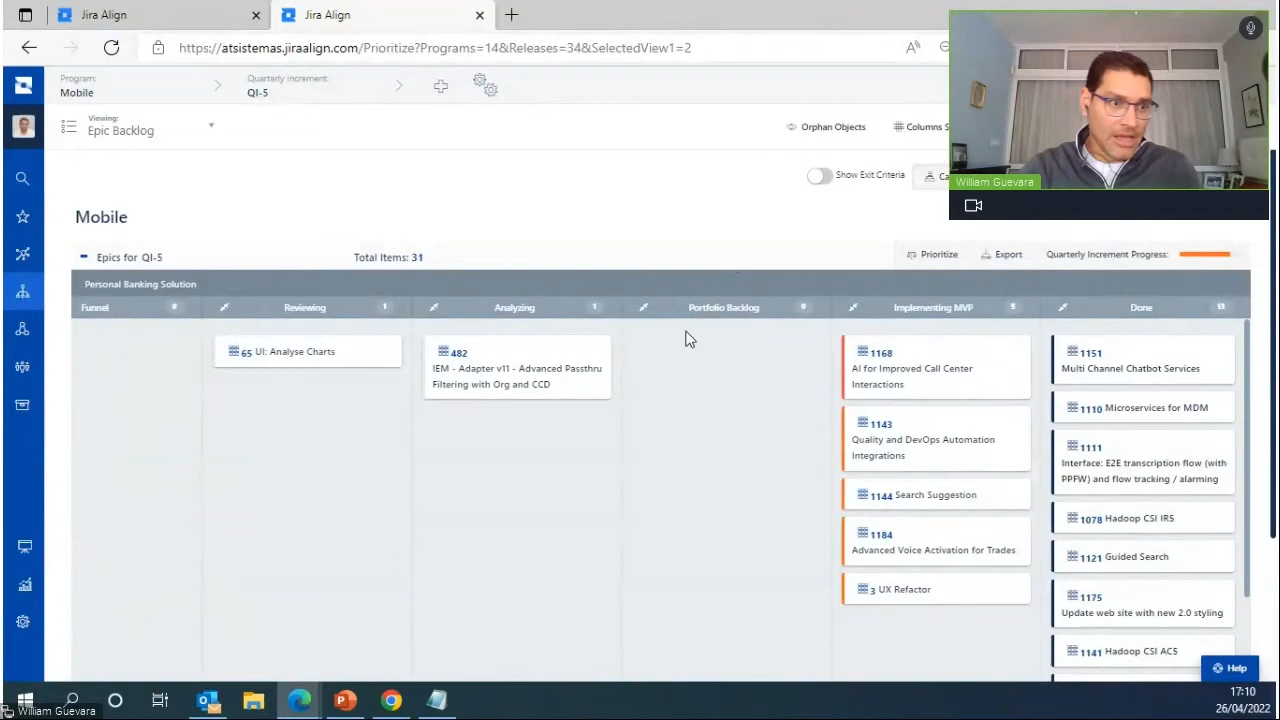 Jira Align
Jira Align
https://atsistemas.jiraalign.com/Prioritize?Programs=14&Releases=34&SelectedView1=2
Program:
Mobile
Quarterly Increment:
QI-5
Viewing:
Epic Backlog
Orphan Objects
Columns S
Show Exit Criteria
Ca
William Guevara
Mobile
Epics for QI-5
Total Items: 31
Prioritize
Export
Quarterly Increment Progress:
Personal Banking Solution
Funnel 0
Reviewing 1
Analyzing 1
Portfolio Backlog 0
Implementing MVP 5
Done 13
65 UI: Analyse Charts
482
IEM - Adapter v11 - Advanced Passthru
Filtering with Org and CCD
1168
AI for Improved Call Center
Interactions
1143
Quality and DevOps Automation
Integrations
1144 Search Suggestion
1184
Advanced Voice Activation for Trades
3 UX Refactor
1151
Multi Channel Chatbot Services
1110 Microservices for MDM
1111
Interface: E2E transcription flow (with
PPFW) and flow tracking / alarming
1078 Hadoop CSI IR5
1121 Guided Search
1175
Update web site with new 2.0 styling
1141 Hadoop CSI AC5
Help
William Guevara
17:10
26/04/2022